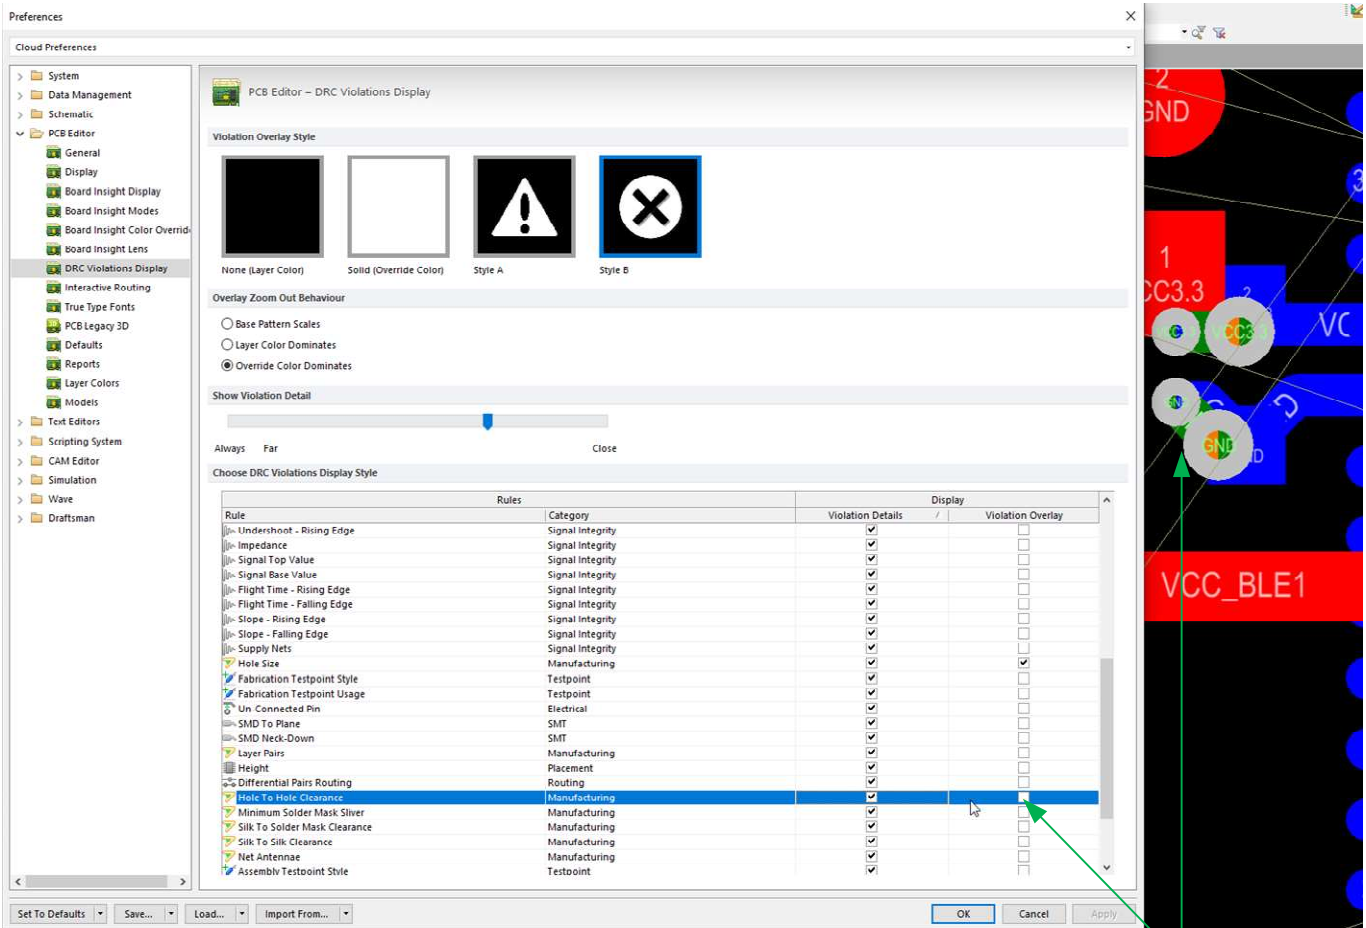 Preferences
Cloud Preferences
System
Data Management
Schematic
PCB Editor
General
Display
Board Insight Display
Board Insight Modes
Board Insight Color Overrid
Board Insight Lens
DRC Violations Display
Interactive Routing
True Type Fonts
PCB Legacy 3D
Defaults
Reports
Layer Colors
Models
Text Editors
Scripting System
CAM Editor
Simulation
Wave
Draftsman
PCB Editor – DRC Violations Display
Violation Overlay Style
None (Layer Color) Solid (Override Color) Style A Style B
Overlay Zoom Out Behaviour
Base Pattern Scales
Layer Color Dominates
Override Color Dominates
Show Violation Detail
Always Far Close
Choose DRC Violations Display Style
Rules Display
Rule Category Violation Details Violation Overlay
Undershoot - Rising Edge Signal Integrity
Impedance Signal Integrity
Signal Top Value Signal Integrity
Signal Base Value Signal Integrity
Flight Time - Rising Edge Signal Integrity
Flight Time - Falling Edge Signal Integrity
Slope - Rising Edge Signal Integrity
Slope - Falling Edge Signal Integrity
Supply Nets Signal Integrity
Hole Size Manufacturing
Fabrication Testpoint Style Testpoint
Fabrication Testpoint Usage Testpoint
Un-Connected Pin Electrical
SMD To Plane SMT
SMD Neck-Down SMT
Layer Pairs Manufacturing
Height Placement
Differential Pairs Routing Routing
Hole To Hole Clearance Manufacturing
Minimum Solder Mask Sliver Manufacturing
Silk To Solder Mask Clearance Manufacturing
Silk To Silk Clearance Manufacturing
Net Antennae Manufacturing
Assembly Testpoint Style Testpoint
Set To Defaults Save... Load... Import From... OK Cancel Apply
2
GND
3
1
CC3.3
2
VCC3.3
VC
GND
VCC_BLE1